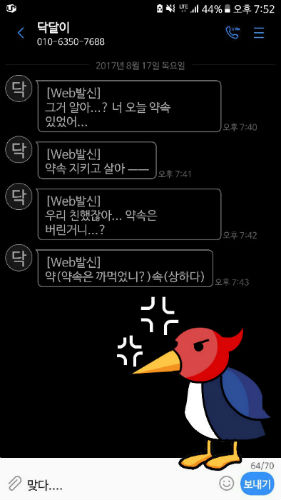 44% 오후 7:52
닥달이
010-6350-7688
2017년 8월 17일 목요일
닥
[Web발신]
그거 알아...? 너 오늘 약속
있었어...
오후 7:40
닥
[Web발신]
약속 지키고 살아 ――
오후 7:41
닥
[Web발신]
우리 친했잖아... 약속은
버린거니...?
오후 7:42
닥
[Web발신]
약(약속은 까먹었니?)속(상하다)
오후 7:43
64/70
맞다....
보내기